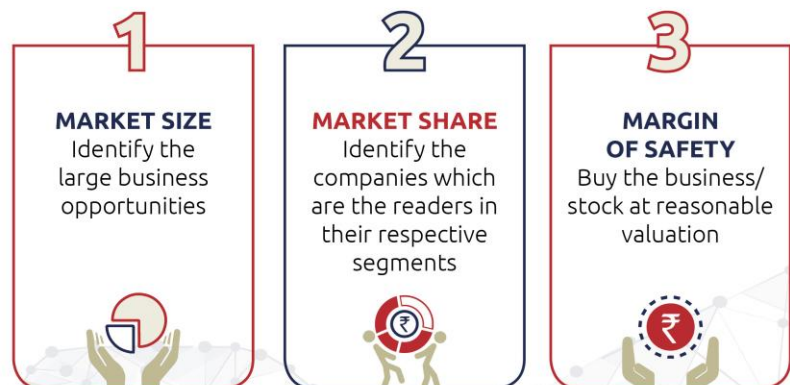 1
MARKET SIZE
Identify the
large business
opportunities
2
MARKET SHARE
Identify the
companies which
are the readers in
their respective
segments
₹
3
MARGIN
OF SAFETY
Buy the business/
stock at reasonable
valuation
₹